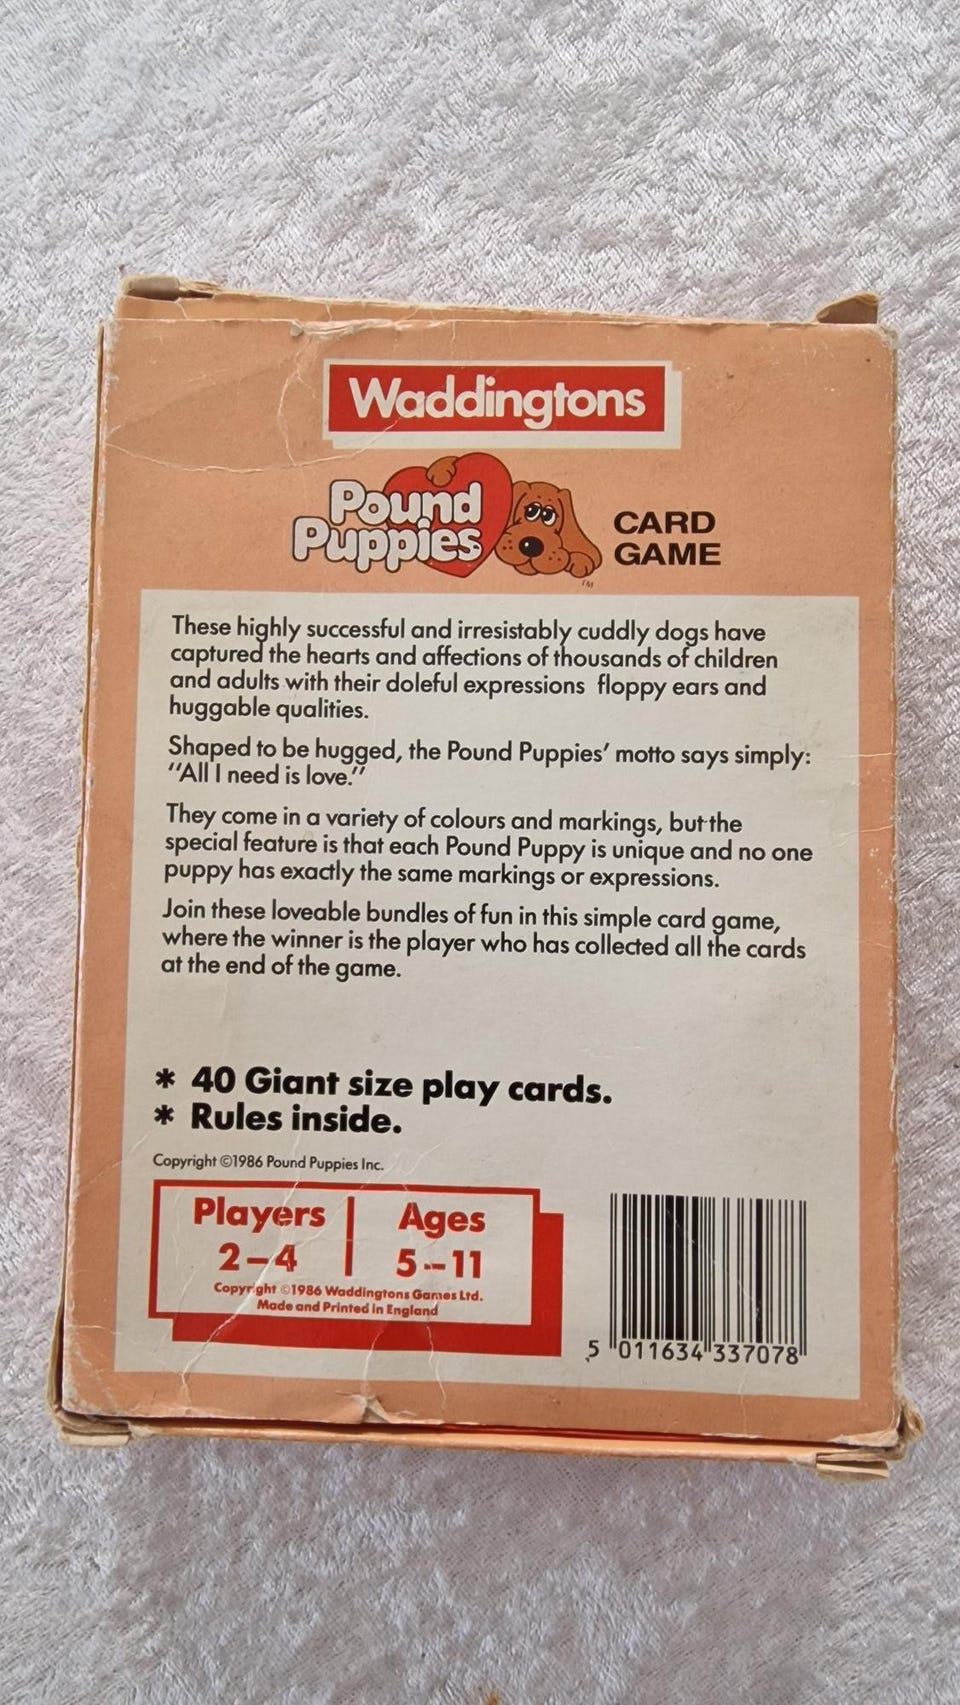 Waddingtons
Pound
Puppies
CARD
GAME
TM
These highly successful and irresistably cuddly dogs have
captured the hearts and affections of thousands of children
and adults with their doleful expressions floppy ears and
huggable qualities.
Shaped to be hugged, the Pound Puppies’ motto says simply:
‘‘All I need is love.’’
They come in a variety of colours and markings, but the
special feature is that each Pound Puppy is unique and no one
puppy has exactly the same markings or expressions.
Join these loveable bundles of fun in this simple card game,
where the winner is the player who has collected all the cards
at the end of the game.
* 40 Giant size play cards.
* Rules inside.
Copyright ©1986 Pound Puppies Inc.
Players
2–4
Ages
5–11
Copyright ©1986 Waddingtons Games Ltd.
Made and Printed in England
5 011634 337078